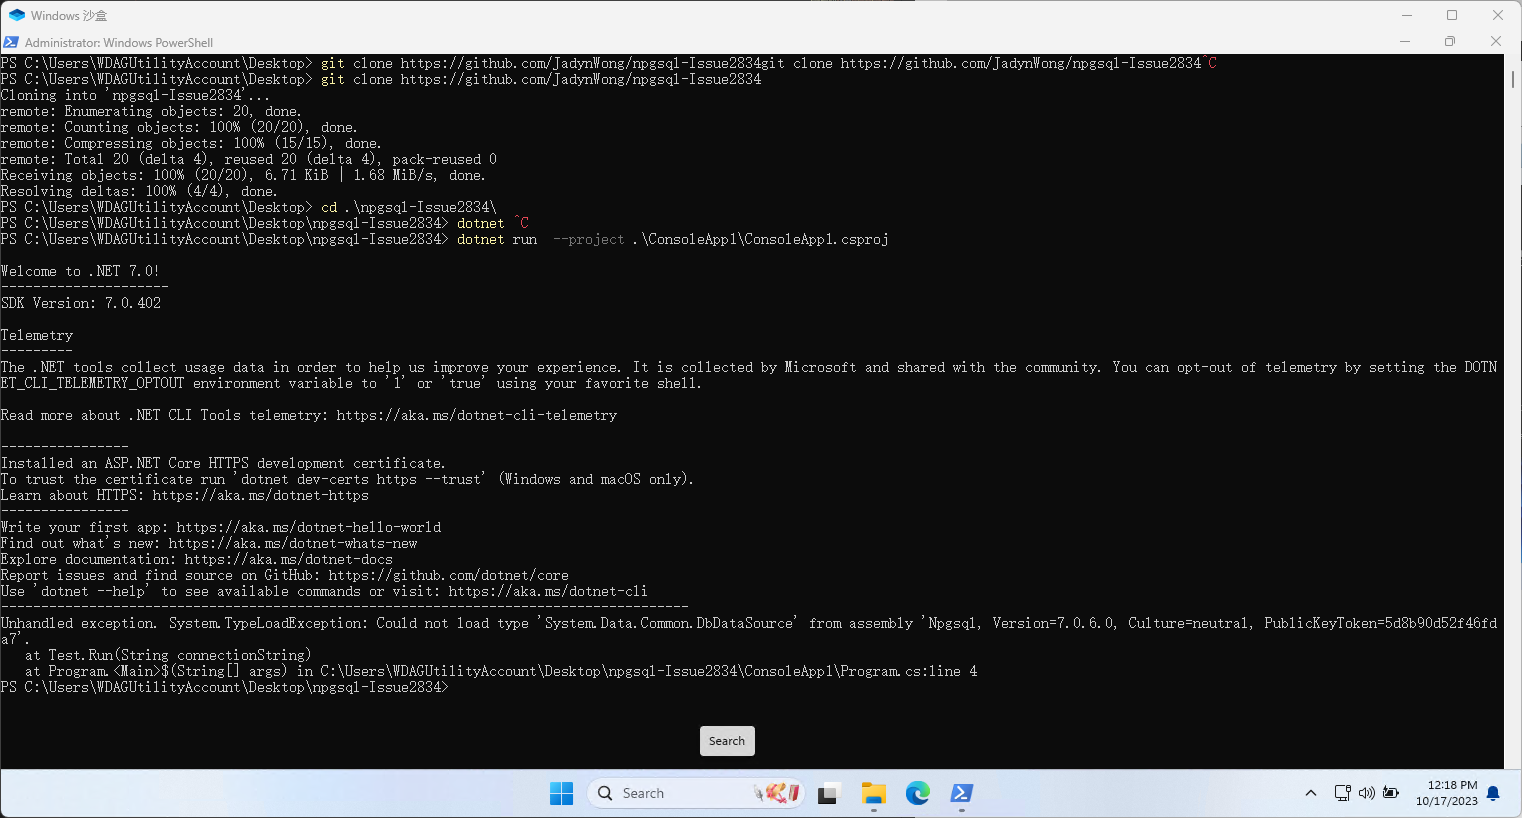 Windows 沙盒
Administrator: Windows PowerShell
PS C:\Users\WDAGUtilityAccount\Desktop> git clone https://github.com/JadynWong/npgsql-Issue2834git clone https://github.com/JadynWong/npgsql-Issue2834^C
PS C:\Users\WDAGUtilityAccount\Desktop> git clone https://github.com/JadynWong/npgsql-Issue2834
Cloning into 'npgsql-Issue2834'...
remote: Enumerating objects: 20, done.
remote: Counting objects: 100% (20/20), done.
remote: Compressing objects: 100% (15/15), done.
remote: Total 20 (delta 4), reused 20 (delta 4), pack-reused 0
Receiving objects: 100% (20/20), 6.71 KiB | 1.68 MiB/s, done.
Resolving deltas: 100% (4/4), done.
PS C:\Users\WDAGUtilityAccount\Desktop> cd .\npgsql-Issue2834\
PS C:\Users\WDAGUtilityAccount\Desktop\npgsql-Issue2834> dotnet ^C
PS C:\Users\WDAGUtilityAccount\Desktop\npgsql-Issue2834> dotnet run  --project .\ConsoleApp1\ConsoleApp1.csproj
Welcome to .NET 7.0!
---------------------
SDK Version: 7.0.402
Telemetry
---------
The .NET tools collect usage data in order to help us improve your experience. It is collected by Microsoft and shared with the community. You can opt-out of telemetry by setting the DOTN
ET_CLI_TELEMETRY_OPTOUT environment variable to '1' or 'true' using your favorite shell.
Read more about .NET CLI Tools telemetry: https://aka.ms/dotnet-cli-telemetry
----------------
Installed an ASP.NET Core HTTPS development certificate.
To trust the certificate run 'dotnet dev-certs https --trust' (Windows and macOS only).
Learn about HTTPS: https://aka.ms/dotnet-https
----------------
Write your first app: https://aka.ms/dotnet-hello-world
Find out what's new: https://aka.ms/dotnet-whats-new
Explore documentation: https://aka.ms/dotnet-docs
Report issues and find source on GitHub: https://github.com/dotnet/core
Use 'dotnet --help' to see available commands or visit: https://aka.ms/dotnet-cli
--------------------------------------------------------------------------------------
Unhandled exception. System.TypeLoadException: Could not load type 'System.Data.Common.DbDataSource' from assembly 'Npgsql, Version=7.0.6.0, Culture=neutral, PublicKeyToken=5d8b90d52f46fd
a7'.
   at Test.Run(String connectionString)
   at Program.<Main>$(String[] args) in C:\Users\WDAGUtilityAccount\Desktop\npgsql-Issue2834\ConsoleApp1\Program.cs:line 4
PS C:\Users\WDAGUtilityAccount\Desktop\npgsql-Issue2834>
Search
Search
12:18 PM
10/17/2023